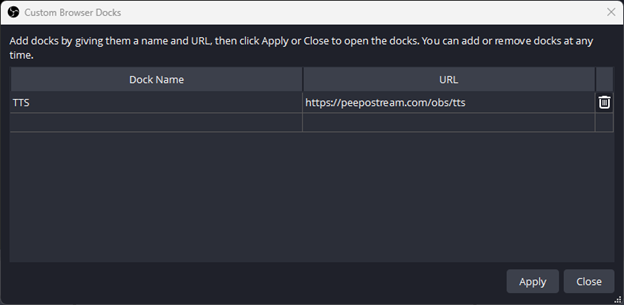 Custom Browser Docks
Add docks by giving them a name and URL, then click Apply or Close to open the docks. You can add or remove docks at any
time.
Dock Name URL
TTS https://peepostream.com/obs/tts
Apply Close